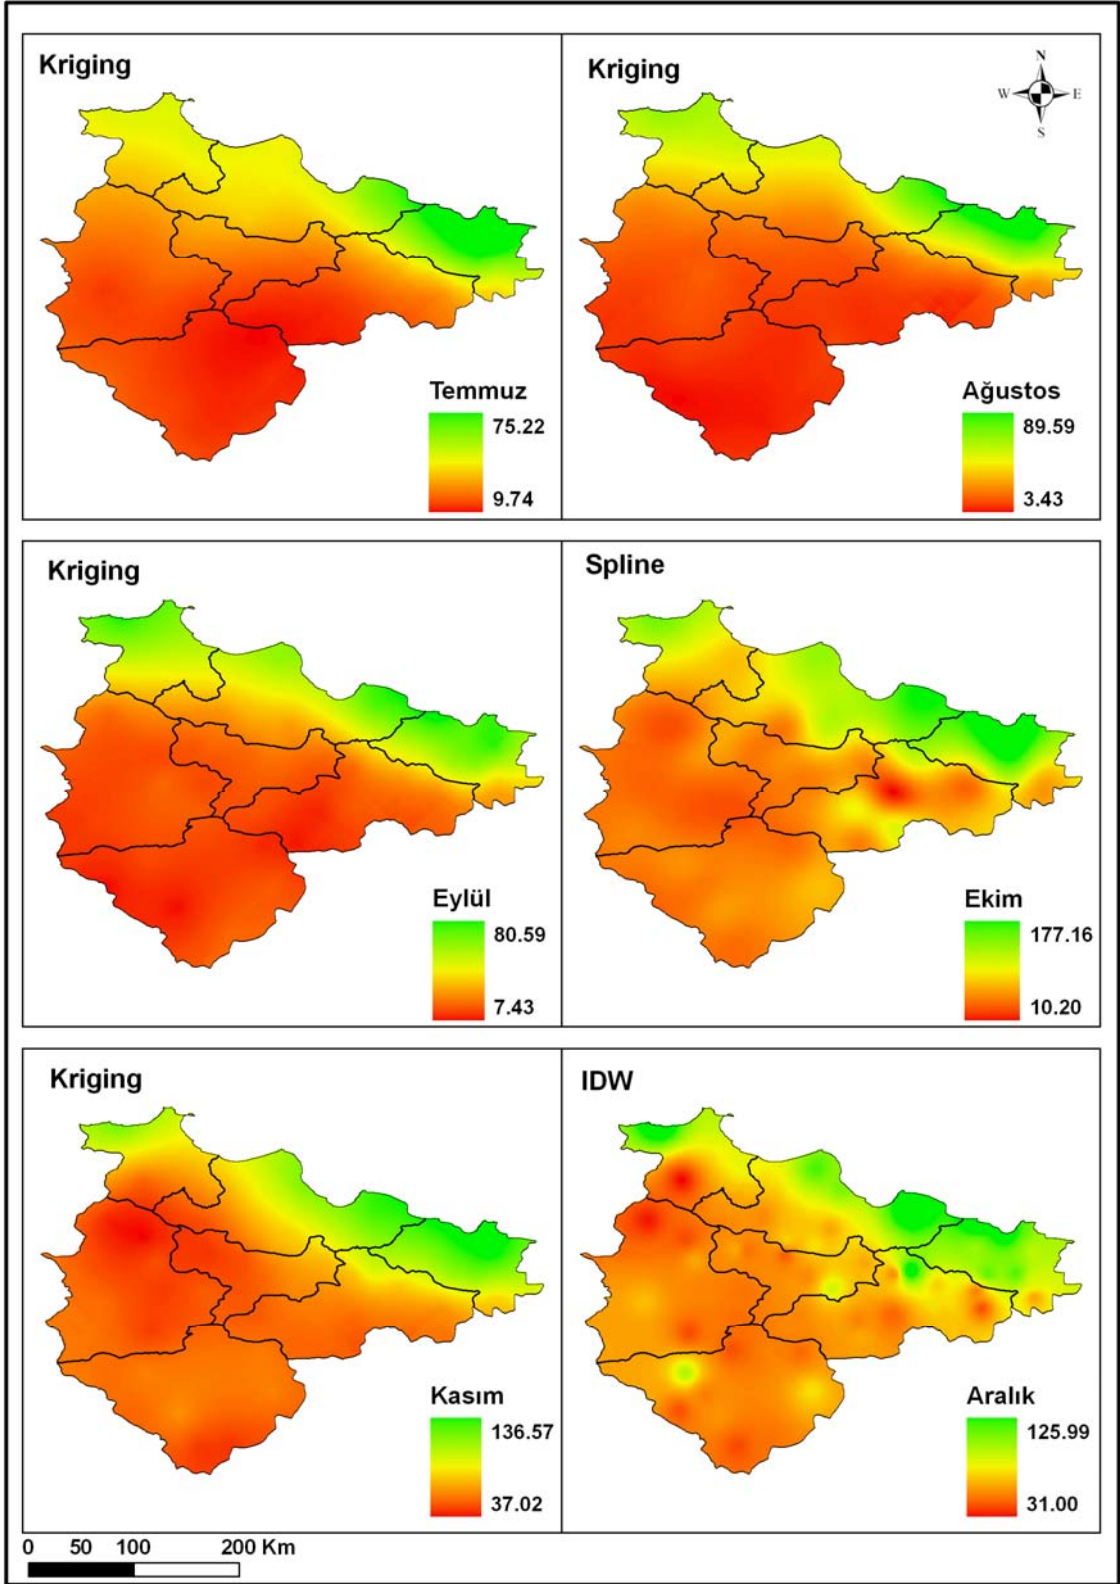 Kriging
Kriging
N
W E
S
Temmuz
75.22
9.74
Ağustos
89.59
3.43
Kriging
Spline
Eylül
80.59
7.43
Ekim
177.16
10.20
Kriging
IDW
Kasım
136.57
37.02
Aralık
125.99
31.00
0 50 100 200 Km